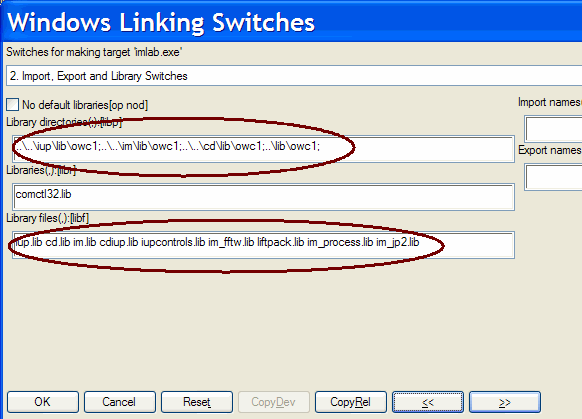 Windows Linking Switches
Switches for making target 'imlab.exe'
2. Import, Export and Library Switches
No default libraries[op nod]
Import names(
Library directories(;):[libp]
..\..\iup\lib\owc1;..\..\im\lib\owc1;..\..\cd\lib\owc1;..\lib\owc1;
Export names
Libraries(,):[libr]
comctl32.lib
Library files(,):[libf]
iup.lib cd.lib im.lib cdiup.lib iupcontrols.lib im_fftw.lib liftpack.lib im_process.lib im_jp2.lib
OK Cancel Reset CopyDev CopyRel << >>